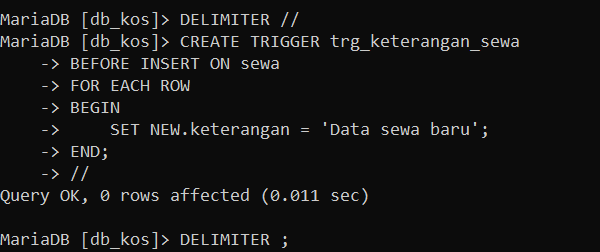 MariaDB [db_kos]> DELIMITER //
MariaDB [db_kos]> CREATE TRIGGER trg_keterangan_sewa
    -> BEFORE INSERT ON sewa
    -> FOR EACH ROW
    -> BEGIN
    ->     SET NEW.keterangan = 'Data sewa baru';
    -> END;
    -> //
Query OK, 0 rows affected (0.011 sec)

MariaDB [db_kos]> DELIMITER ;